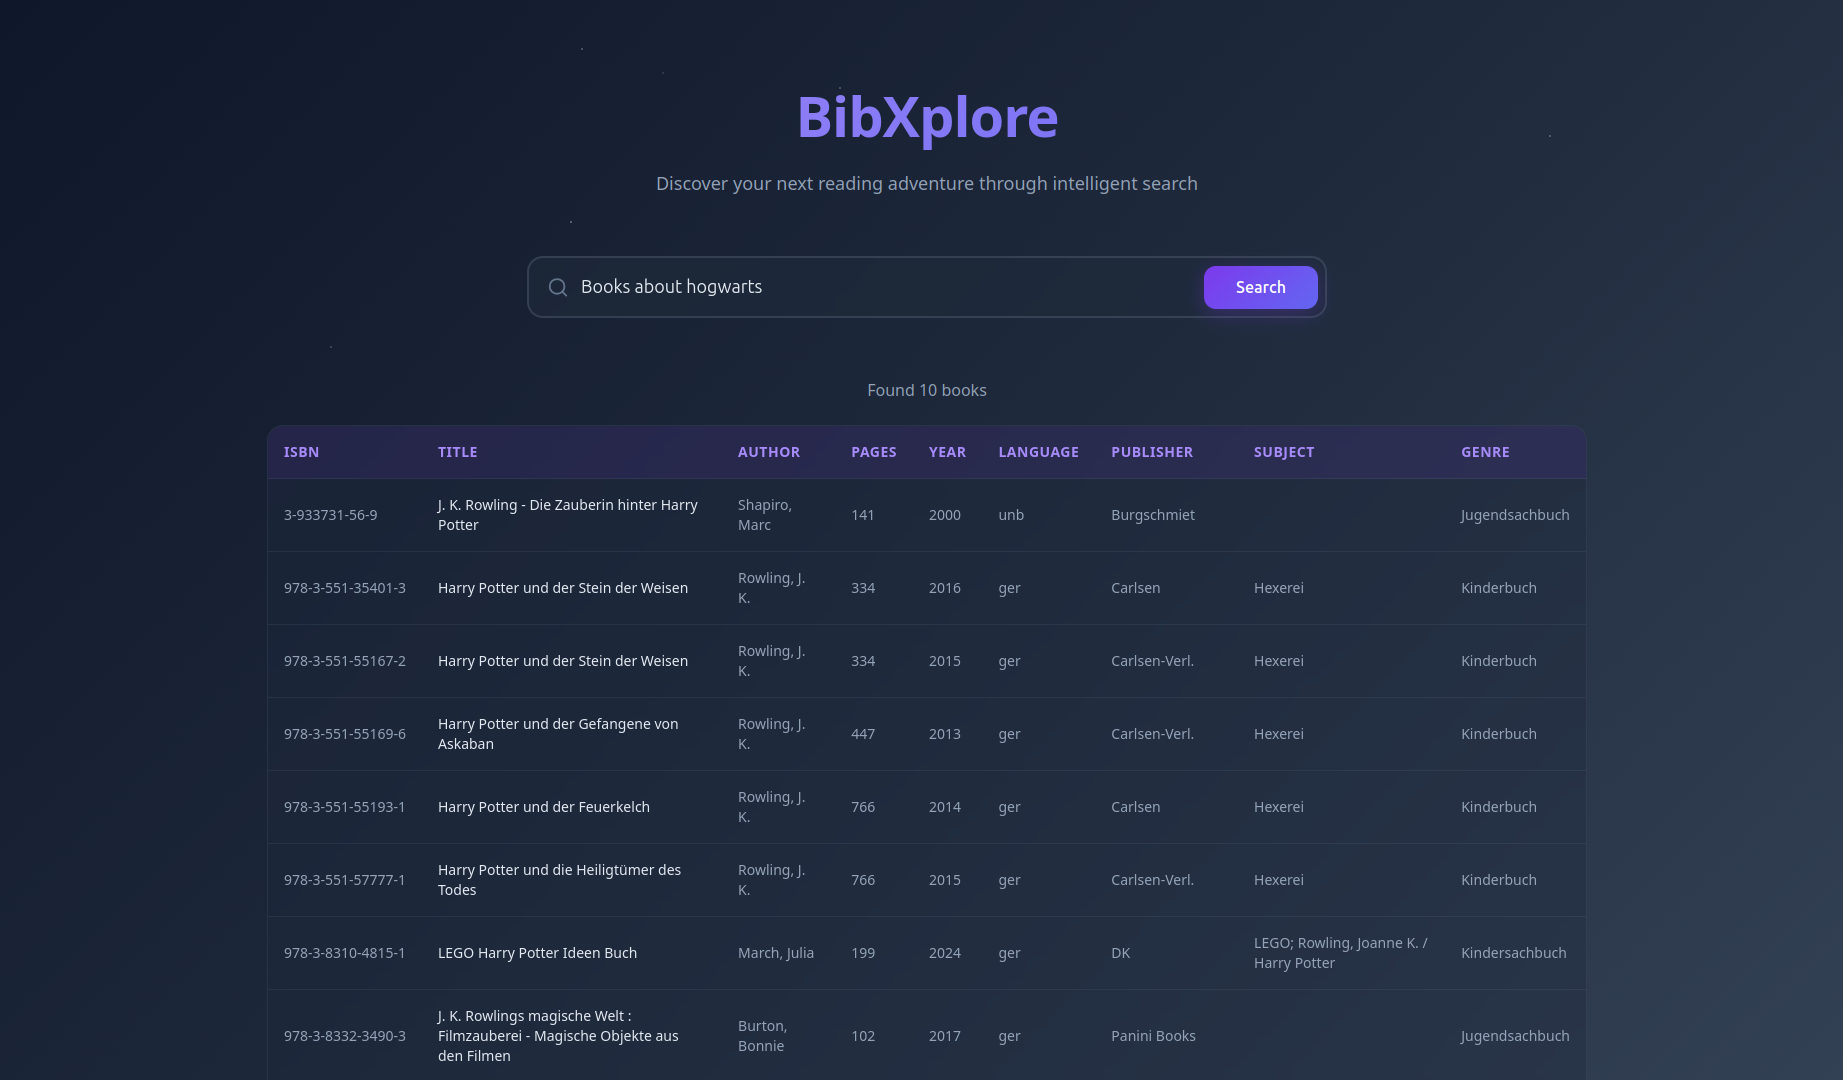 BibXplore
Discover your next reading adventure through intelligent search
Books about hogwarts
Search
Found 10 books
ISBN TITLE AUTHOR PAGES YEAR LANGUAGE PUBLISHER SUBJECT GENRE
3-933731-56-9 J. K. Rowling - Die Zauberin hinter Harry
Potter Shapiro,
Marc 141 2000 unb Burgschmiet Jugendsachbuch
978-3-551-35401-3 Harry Potter und der Stein der Weisen Rowling, J.
K. 334 2016 ger Carlsen Hexerei Kinderbuch
978-3-551-55167-2 Harry Potter und der Stein der Weisen Rowling, J.
K. 334 2015 ger Carlsen-Verl. Hexerei Kinderbuch
978-3-551-55169-6 Harry Potter und der Gefangene von
Askaban Rowling, J.
K. 447 2013 ger Carlsen-Verl. Hexerei Kinderbuch
978-3-551-55193-1 Harry Potter und der Feuerkelch Rowling, J.
K. 766 2014 ger Carlsen Hexerei Kinderbuch
978-3-551-57777-1 Harry Potter und die Heiligtümer des
Todes Rowling, J.
K. 766 2015 ger Carlsen-Verl. Hexerei Kinderbuch
978-3-8310-4815-1 LEGO Harry Potter Ideen Buch March, Julia 199 2024 ger DK LEGO; Rowling, Joanne K. /
Harry Potter Kindersachbuch
978-3-8332-3490-3 J. K. Rowlings magische Welt :
Filmzauberei - Magische Objekte aus
den Filmen Burton,
Bonnie 102 2017 ger Panini Books Jugendsachbuch